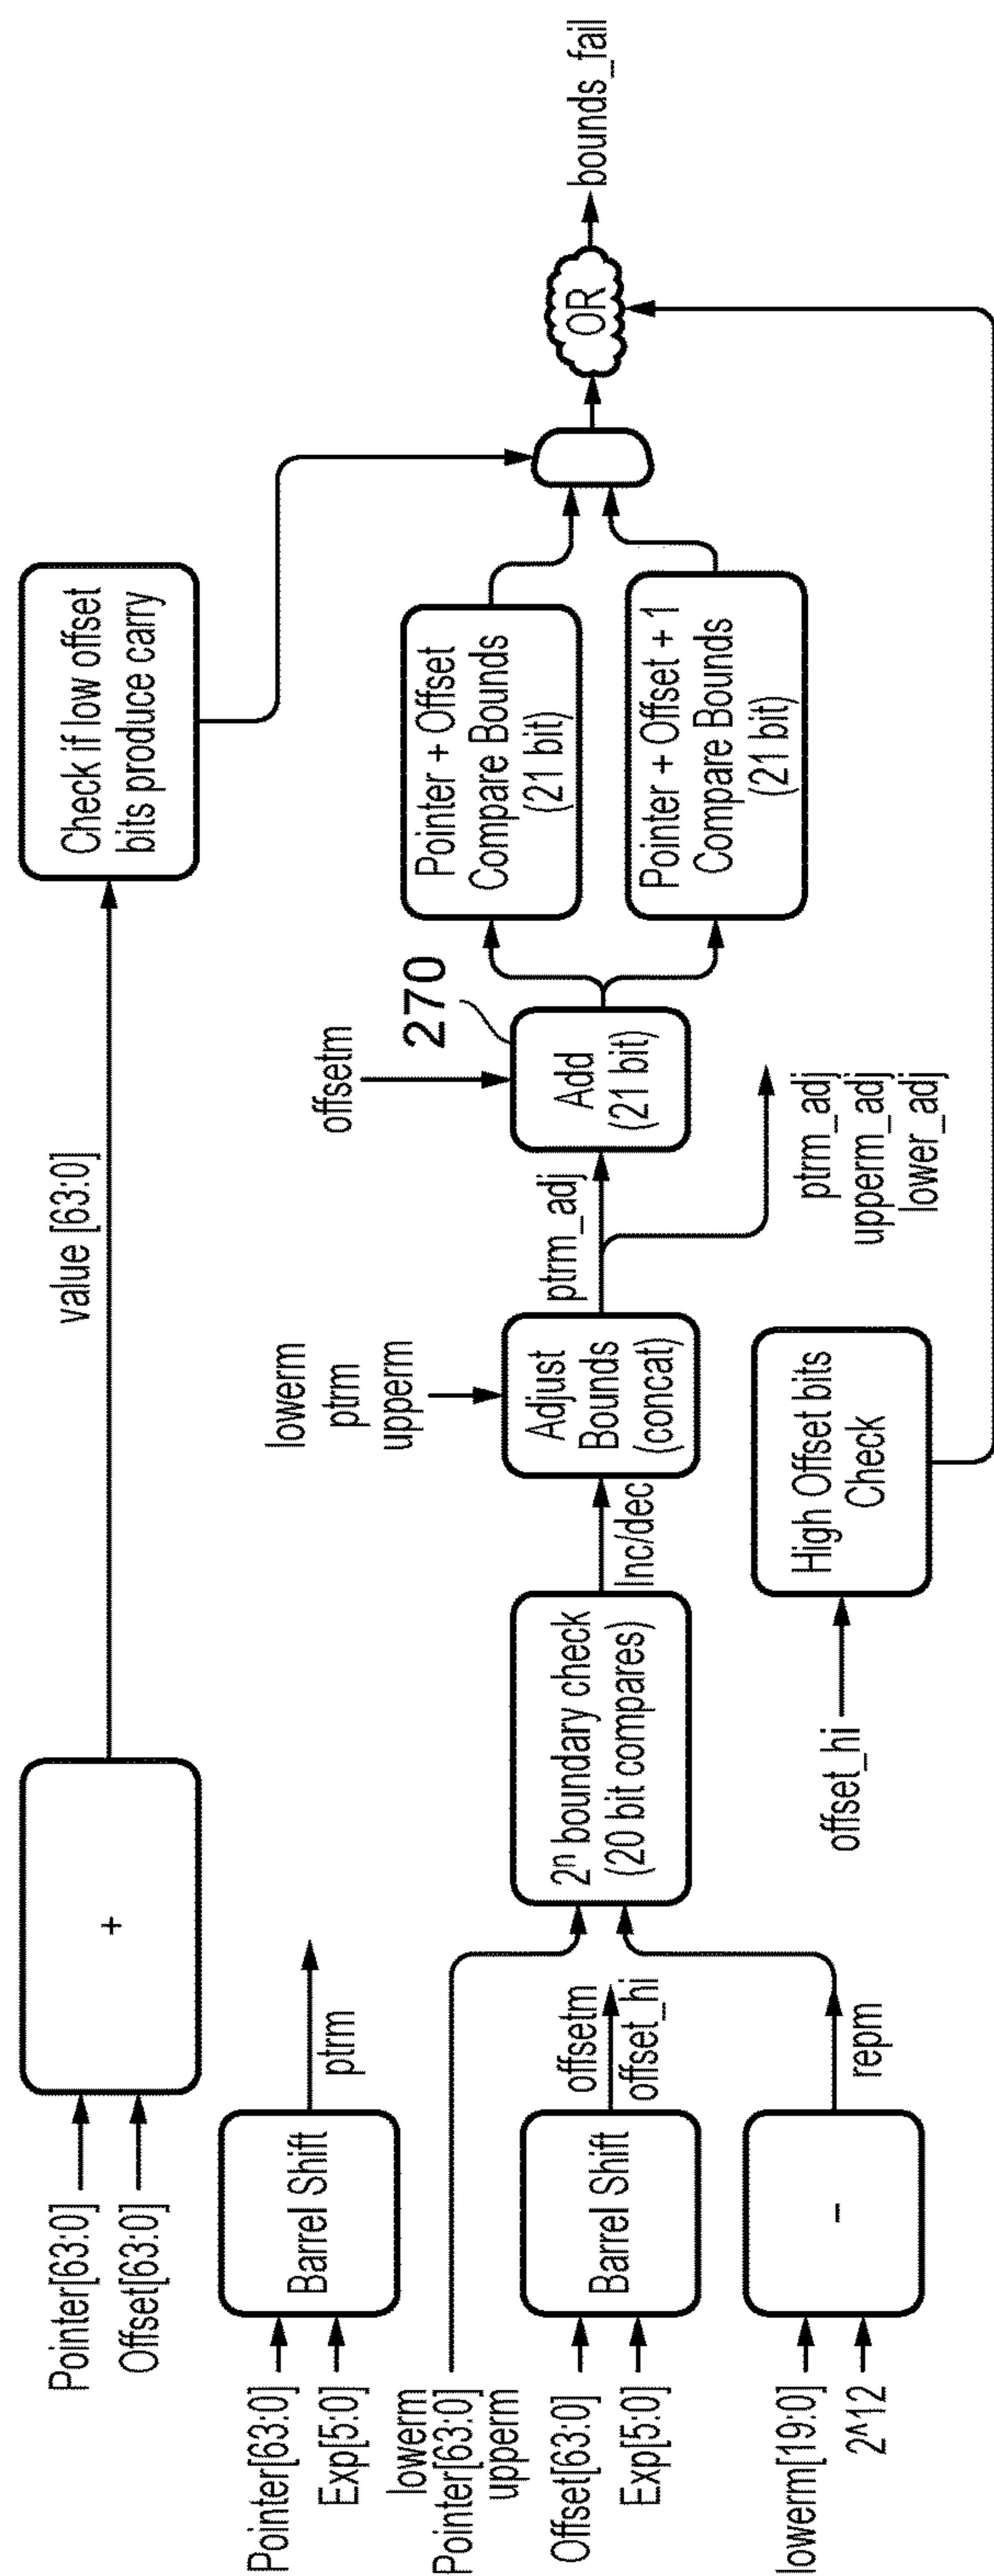 Pointer[63:0]
Offset[63:0]
+
value [63:0]
Check if low offset
bits produce carry
Pointer[63:0]
Exp[5:0]
Barrel Shift
ptrm
lowerm
Pointer[63:0]
upperm
Offset[63:0]
Exp[5:0]
Barrel Shift
offsetm
offset_hi
lowerm[19:0]
2^12
–
repm
2ⁿ boundary check
(20 bit compares)
Inc/dec
lowerm
ptrm
upperm
Adjust
Bounds
(concat)
ptrm_adj
ptrm_adj
upperm_adj
lower_adj
offsetm
270
Add
(21 bit)
Pointer + Offset
Compare Bounds
(21 bit)
Pointer + Offset + 1
Compare Bounds
(21 bit)
offset_hi
High Offset bits
Check
OR
bounds_fail